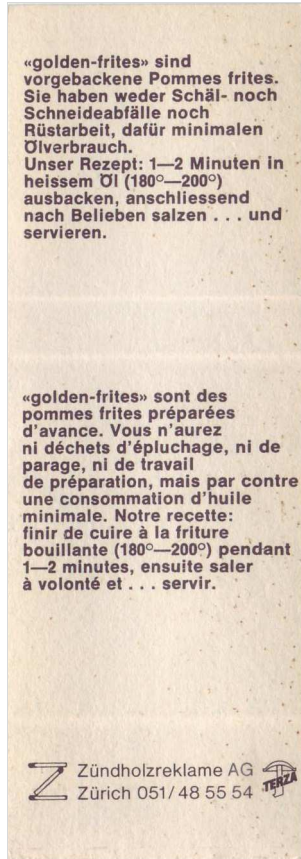 «golden-frites» sind
vorgebackene Pommes frites.
Sie haben weder Schäl- noch
Schneideabfälle noch
Rüstarbeit, dafür minimalen
Ölverbrauch.
Unser Rezept: 1—2 Minuten in
heissem Öl (180°—200°)
ausbacken, anschliessend
nach Belieben salzen . . . und
servieren.
«golden-frites» sont des
pommes frites préparées
d'avance. Vous n'aurez
ni déchets d'épluchage, ni de
parage, ni de travail
de préparation, mais par contre
une consommation d'huile
minimale. Notre recette:
finir de cuire à la friture
bouillante (180°—200°) pendant
1—2 minutes, ensuite saler
à volonté et . . . servir.
Zündholzreklame AG
Zürich 051/ 48 55 54
TERZA